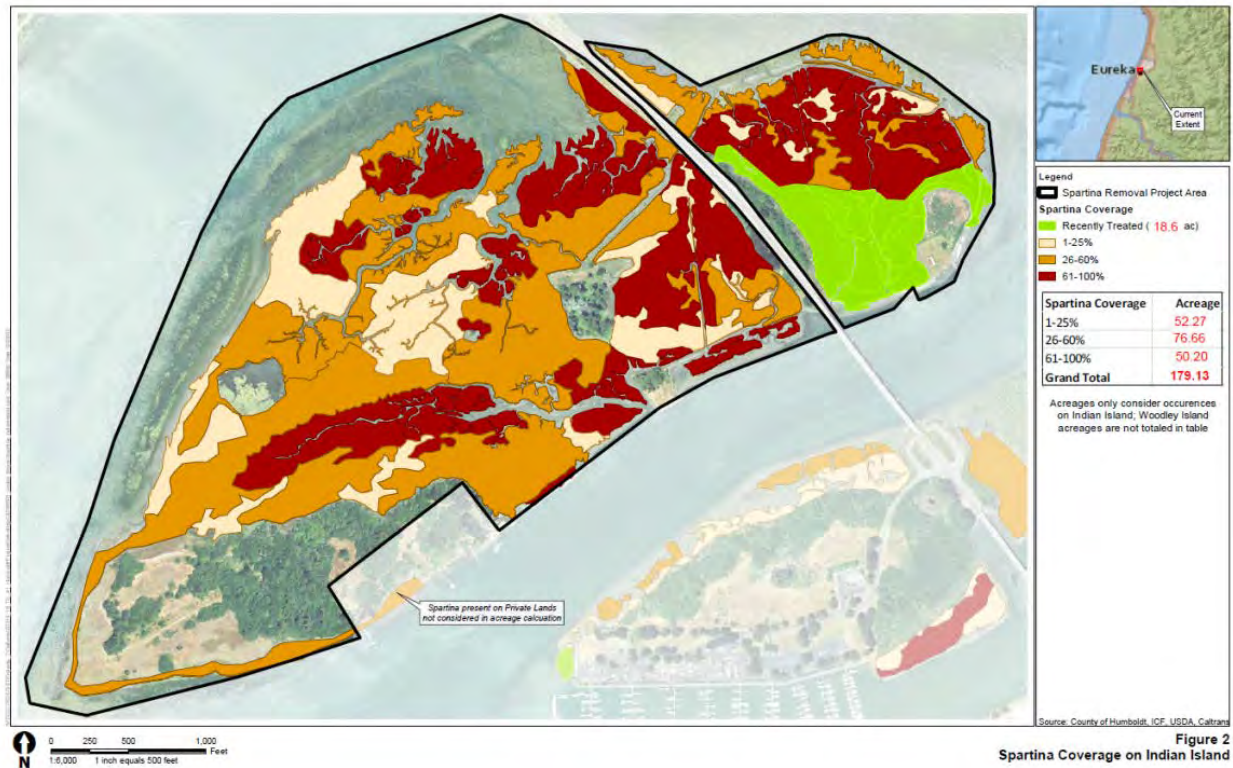 Eureka
Current
Extent
Legend
Spartina Removal Project Area
Spartina Coverage
Recently Treated ( 18.6 ac)
1-25%
26-60%
61-100%
Spartina Coverage Acreage
1-25% 52.27
26-60% 76.66
61-100% 50.20
Grand Total 179.13
Acreages only consider occurences
on Indian Island; Woodley Island
acreages are not totaled in table
Spartina present on Private Lands
not considered in acreage calcuation
Source: County of Humboldt, ICF, USDA, Caltrans
N
0 250 500 1,000
Feet
1:6,000 1 inch equals 500 feet
Figure 2
Spartina Coverage on Indian Island